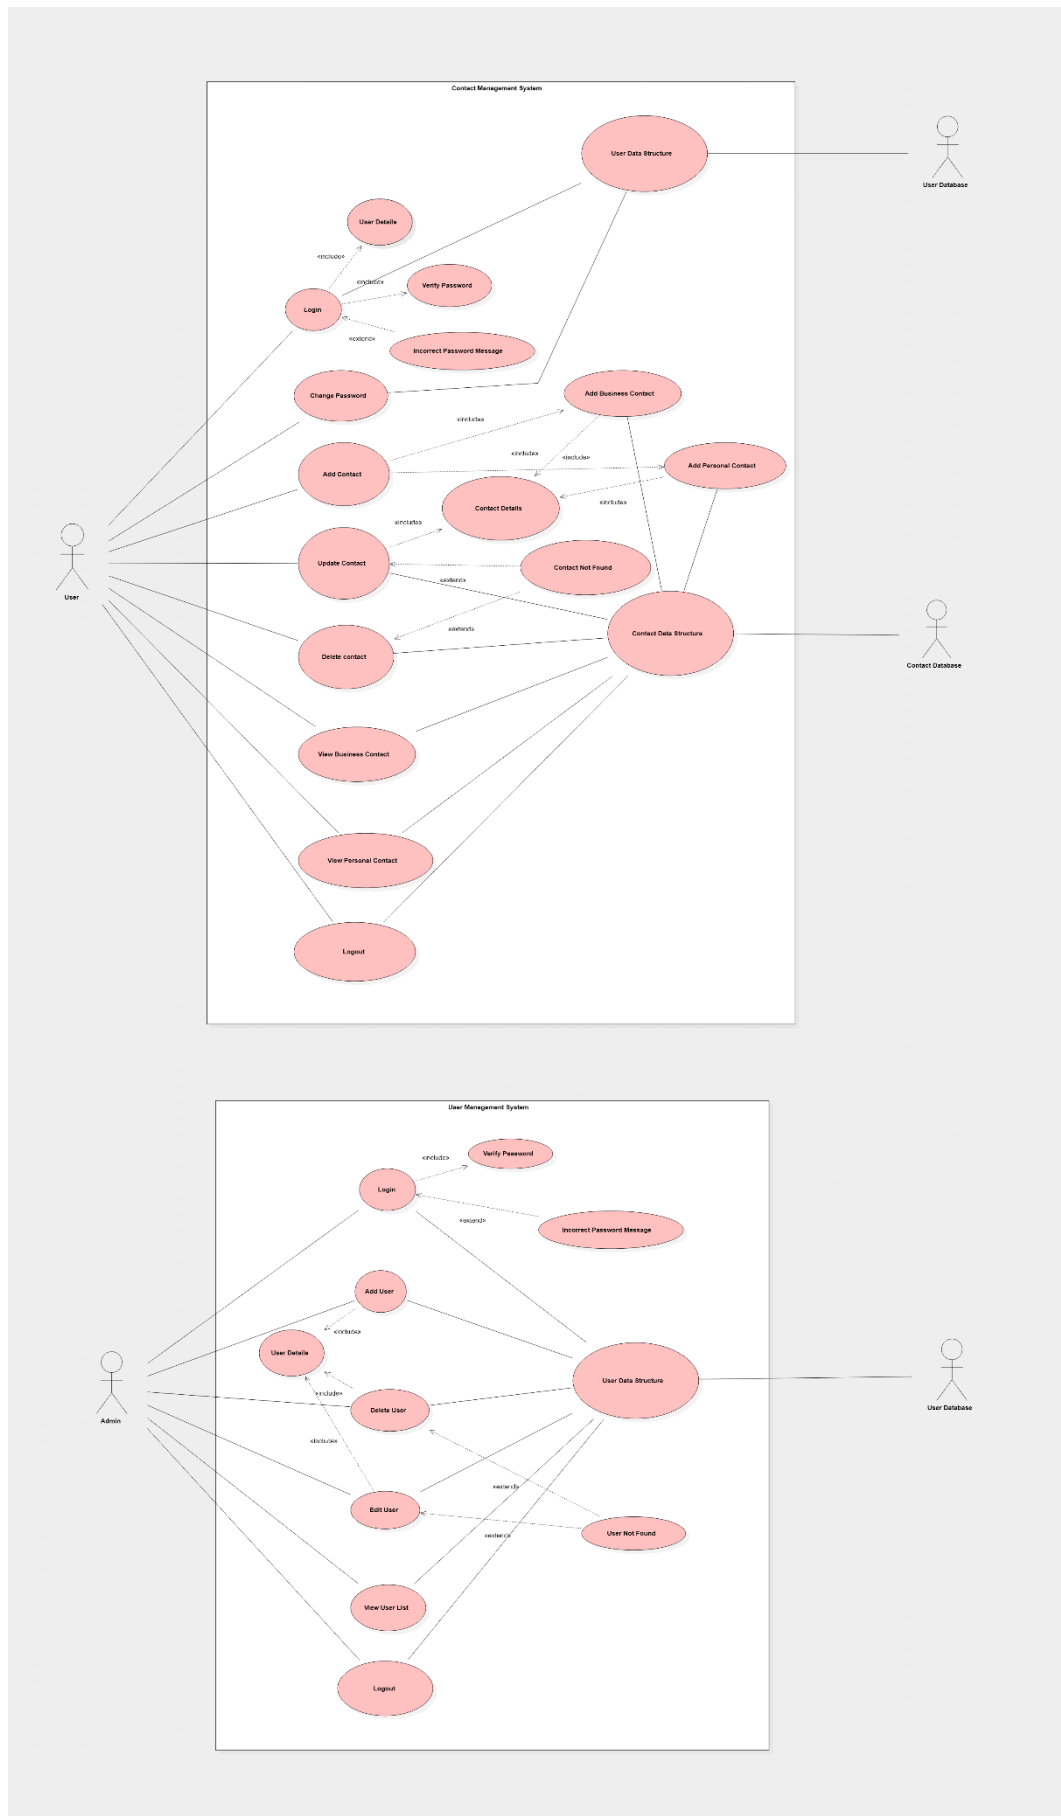 Contact Management System
User Data Structure
User Database
User Details
«include»
«include»
Verify Password
Login
«extend»
Incorrect Password Message
Change Password
Add Business Contact
«include»
«include»
«include»
Add Contact
Add Personal Contact
«include»
Contact Details
«include»
Update Contact
Contact Not Found
«extend»
User
«extend»
Contact Data Structure
Contact Database
Delete contact
View Business Contact
View Personal Contact
Logout
User Management System
«include»
Verify Password
Login
«extend»
Incorrect Password Message
Add User
«include»
User Details
User Data Structure
«include»
Delete User
User Database
Admin
«include»
«extend»
Edit User
«extend»
User Not Found
View User List
Logout